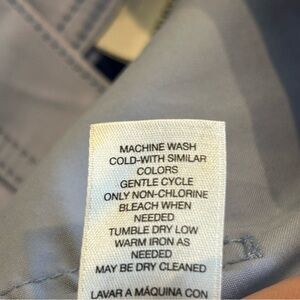 MACHINE WASH
COLD-WITH SIMILAR
COLORS
GENTLE CYCLE
ONLY NON-CHLORINE
BLEACH WHEN
NEEDED
TUMBLE DRY LOW
WARM IRON AS
NEEDED
MAY BE DRY CLEANED
LAVAR A MÁQUINA CON